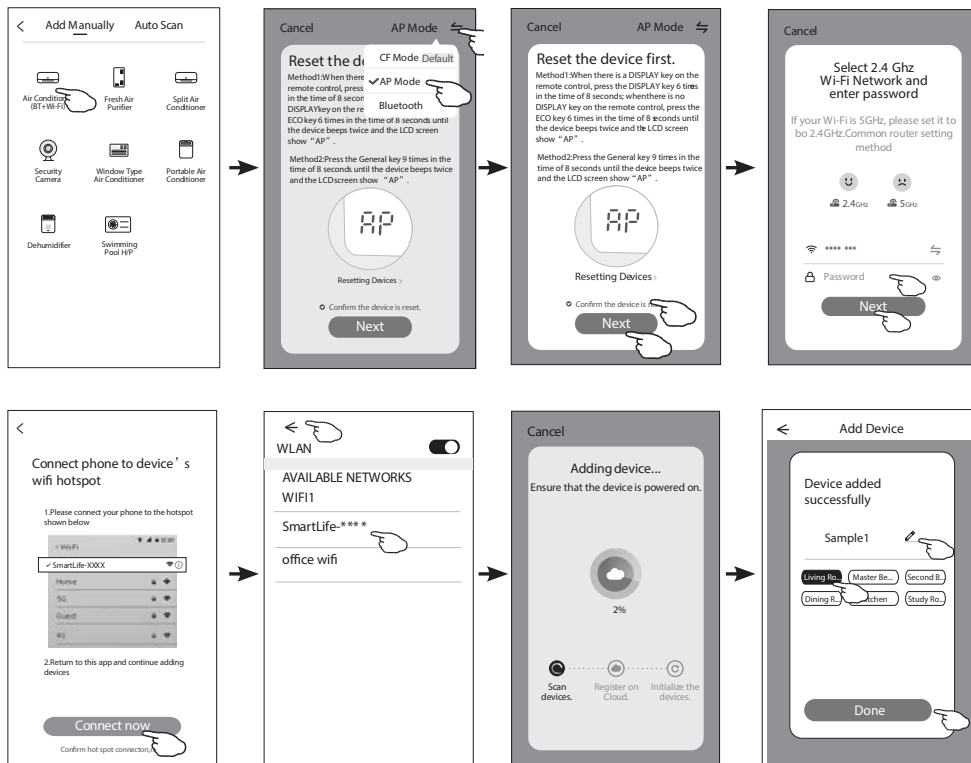 Add Manually
Auto Scan
Air Condition
(BT+Wi-Fi)
Fresh Air
Purifier
Split Air
Conditioner
Security
Camera
Window Type
Air Conditioner
Portable Air
Conditioner
Dehumidifier
Swimming
Pool H/P
Cancel
AP Mode
Reset the de
CF Mode Default
AP Mode
Bluetooth
Method1:When there
remote control, press
in the time of 8 secon
DISPLAYkey on the re
ECO key 6 times in the time of 8 seconds until
the device beeps twice and the LCD screen
show “AP”.
Method2:Press the General key 9 times in the
time of 8 seconds until the device beeps twice
and the LCDscreen show “AP”.
AP
Resetting Devices >
Confirm the device is reset.
Next
Cancel
AP Mode
Reset the device first.
Method1:When there is a DISPLAY key on the
remote control, press the DISPLAY key 6 times
in the time of 8 seconds; whenthere is no
DISPLAY key on the remote control, press the
ECO key 6 times in the time of 8 seconds until
the device beeps twice and the LCD screen
show “AP”.
Method2:Press the General key 9 times in the
time of 8 seconds until the device beeps twice
and the LCD screen show “AP”.
AP
Resetting Devices >
Confirm the device is re
Next
Cancel
Select 2.4 Ghz
Wi-Fi Network and
enter password
If your Wi-Fi is 5GHz, please set it to
bo 2.4GHz.Common router setting
method
2.4GHz
5GHz
**** ***
Password
Next
Connect phone to device’s
wifi hotspot
1.Please connect your phone to the hotspot
shown below
< Wi-Fi
SmartLife-XXXX
Home
5G
Guest
4G
2.Return to this app and continue adding
devices
Connect now
Confirm hot spot connecton,
WLAN
AVAILABLE NETWORKS
WIFI1
SmartLife-****
office wifi
Cancel
Adding device...
Ensure that the device is powered on.
2%
Scan
devices.
Register on
Cloud.
Initialize the
devices.
Add Device
Device added
successfully
Sample1
Living Ro...
Master Be...
Second B...
Dining R...
tchen
Study Ro...
Done